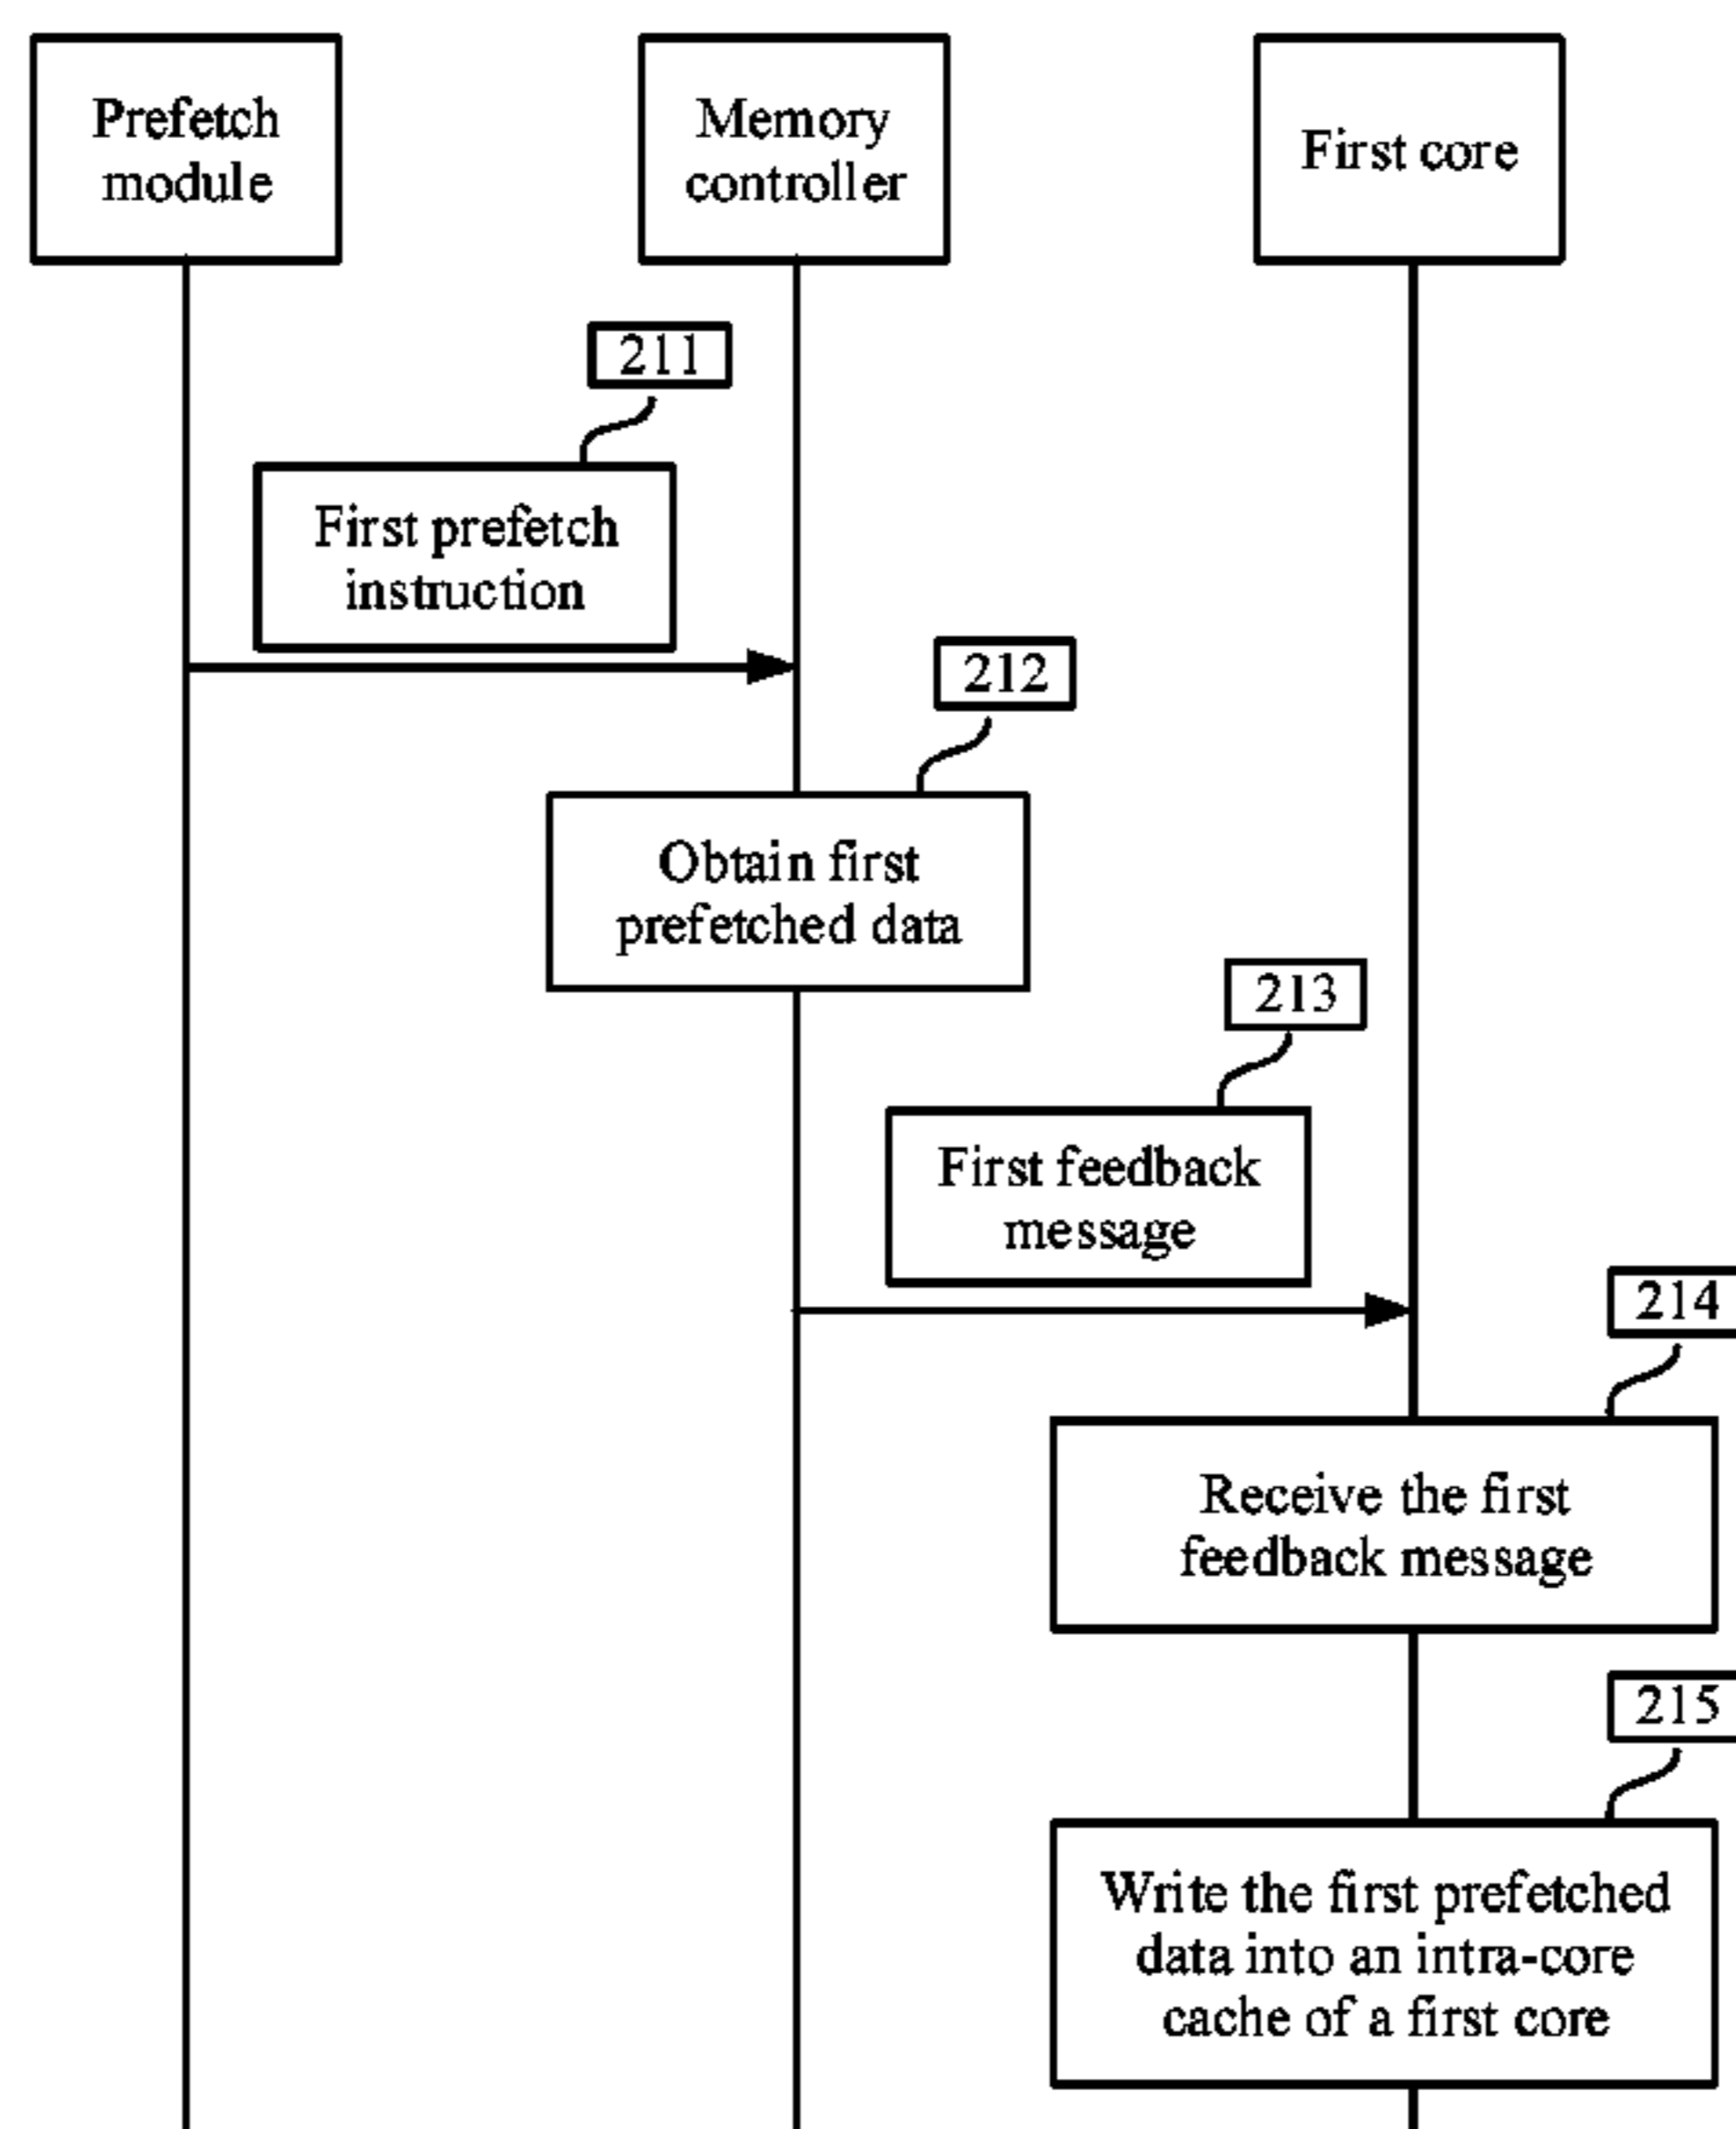 Prefetch
module
Memory
controller
First core
211
First prefetch
instruction
212
Obtain first
prefetched data
213
First feedback
message
214
Receive the first
feedback message
215
Write the first prefetched
data into an intra-core
cache of a first core